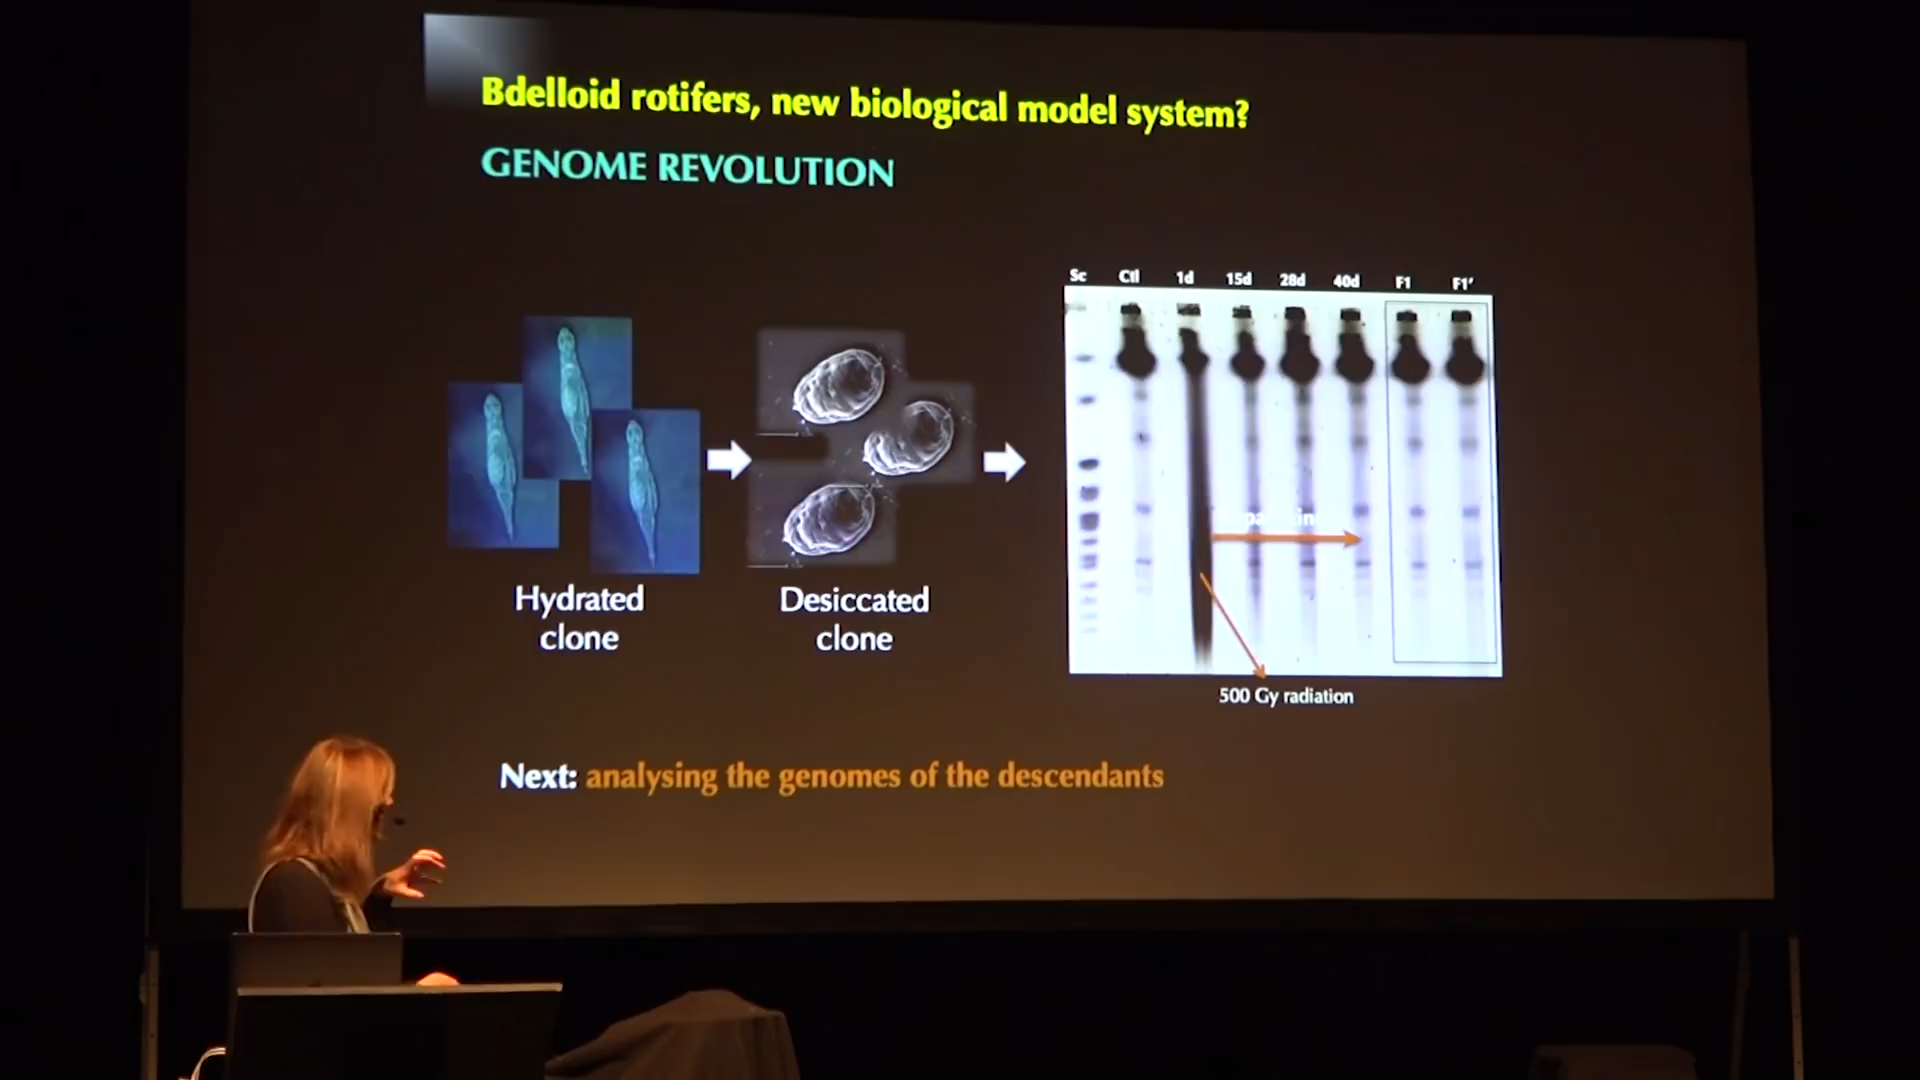 Bdelloid rotifers, new biological model system?
GENOME REVOLUTION
Sc Ctl 1d 15d 28d 40d F1 F1'
Hydrated
clone
Desiccated
clone
500 Gy radiation
Next: analysing the genomes of the descendants